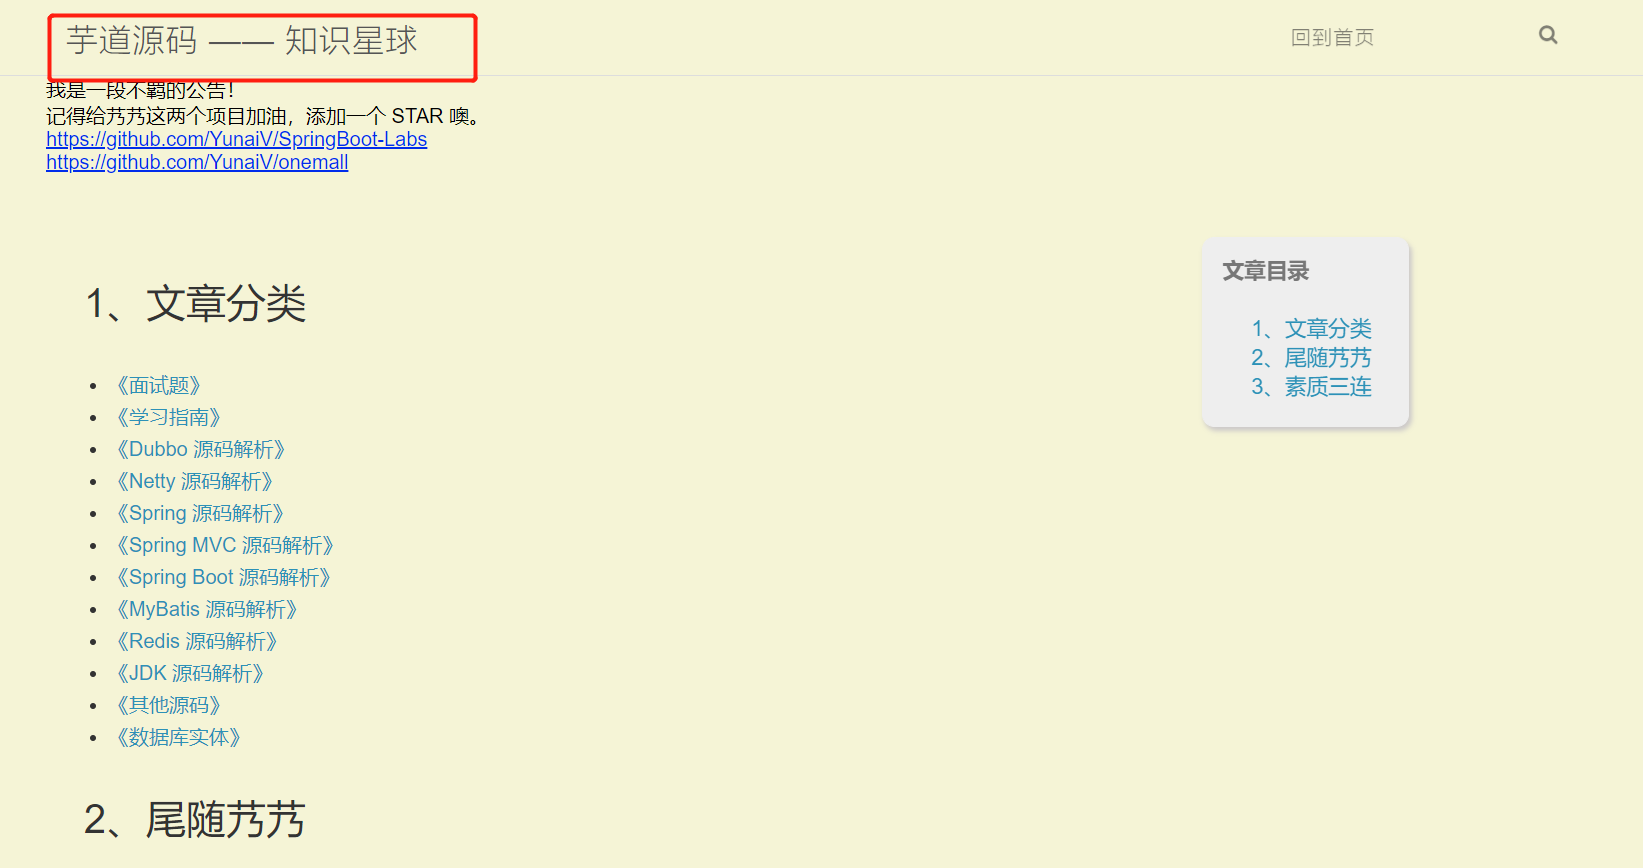 芋道源码 —— 知识星球
回到首页
我是一段不羁的公告！
记得给艿艿这两个项目加油，添加一个 STAR 噢。
https://github.com/YunaiV/SpringBoot-Labs
https://github.com/YunaiV/onemall
1、文章分类
《面试题》
《学习指南》
《Dubbo 源码解析》
《Netty 源码解析》
《Spring 源码解析》
《Spring MVC 源码解析》
《Spring Boot 源码解析》
《MyBatis 源码解析》
《Redis 源码解析》
《JDK 源码解析》
《其他源码》
《数据库实体》
2、尾随艿艿
文章目录
1、文章分类
2、尾随艿艿
3、素质三连